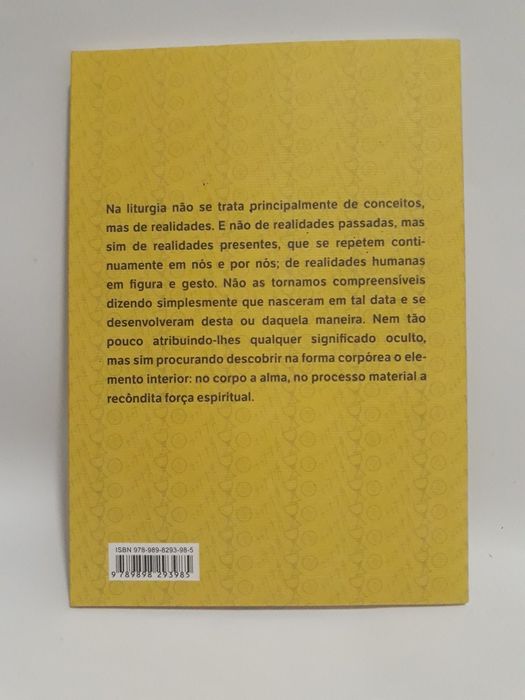 Na liturgia não se trata principalmente de conceitos,
mas de realidades. E não de realidades passadas, mas
sim de realidades presentes, que se repetem conti-
nuamente em nós e por nós; de realidades humanas
em figura e gesto. Não as tornamos compreensíveis
dizendo simplesmente que nasceram em tal data e se
desenvolveram desta ou daquela maneira. Nem tão
pouco atribuindo-lhes qualquer significado oculto,
mas sim procurando descobrir na forma corpórea o ele-
mento interior: no corpo a alma, no processo material a
recôndita força espiritual.
ISBN 978-989-8293-98-5
9 789898 293985